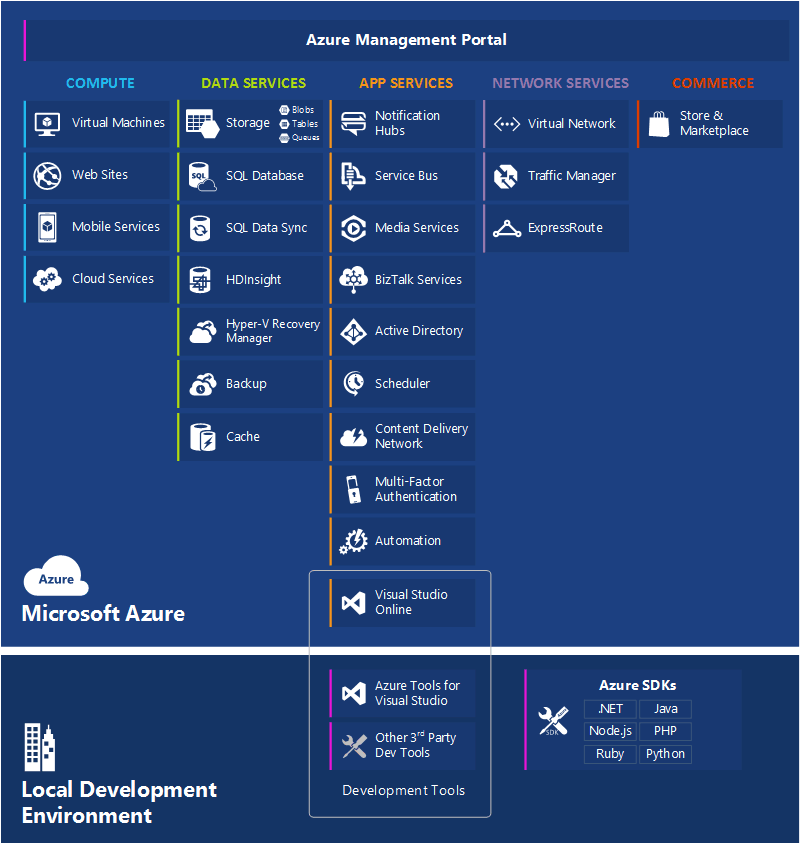 Azure Management Portal
COMPUTE
Virtual Machines
Web Sites
Mobile Services
Cloud Services
DATA SERVICES
Storage
Blobs
Tables
Queues
SQL Database
SQL
SQL Data Sync
HDInsight
Hyper-V Recovery
Manager
Backup
Cache
APP SERVICES
Notification
Hubs
Service Bus
Media Services
BizTalk Services
Active Directory
Scheduler
Content Delivery
Network
Multi-Factor
Authentication
Automation
Visual Studio
Online
NETWORK SERVICES
Virtual Network
Traffic Manager
ExpressRoute
COMMERCE
Store &
Marketplace
Azure
Microsoft Azure
Azure Tools for
Visual Studio
Other 3rd Party
Dev Tools
Development Tools
Azure SDKs
SDK
.NET
Java
Node.js
PHP
Ruby
Python
Local Development
Environment